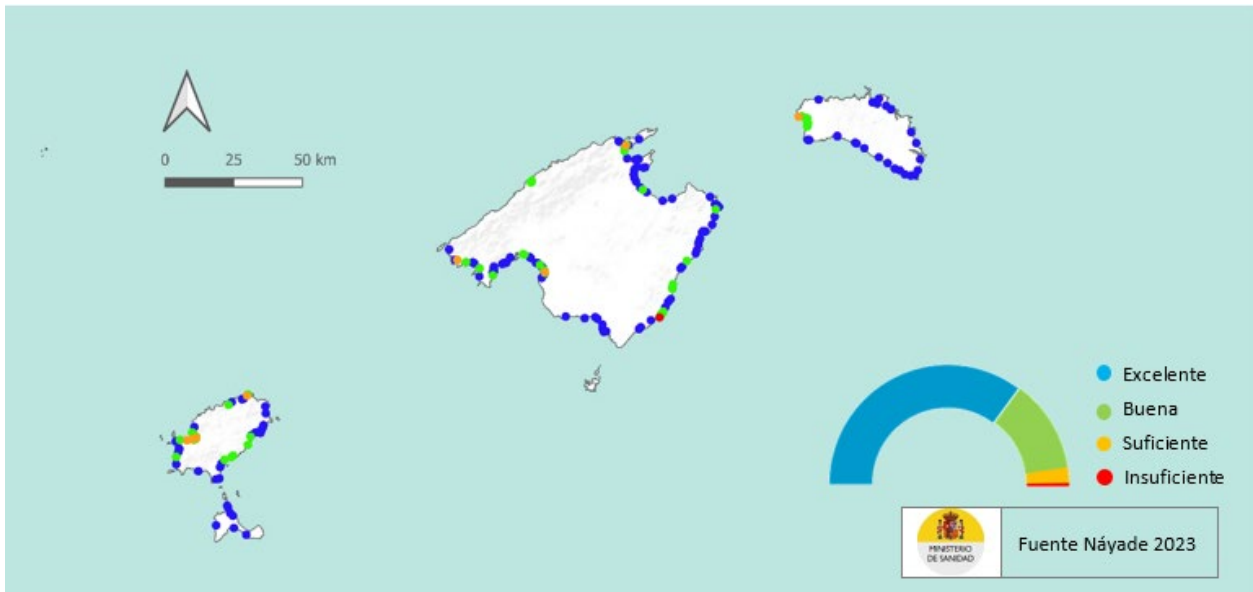 0 25 50 km
Excelente
Buena
Suficiente
Insuficiente
MINISTERIO
DE SANIDAD
Fuente Náyade 2023